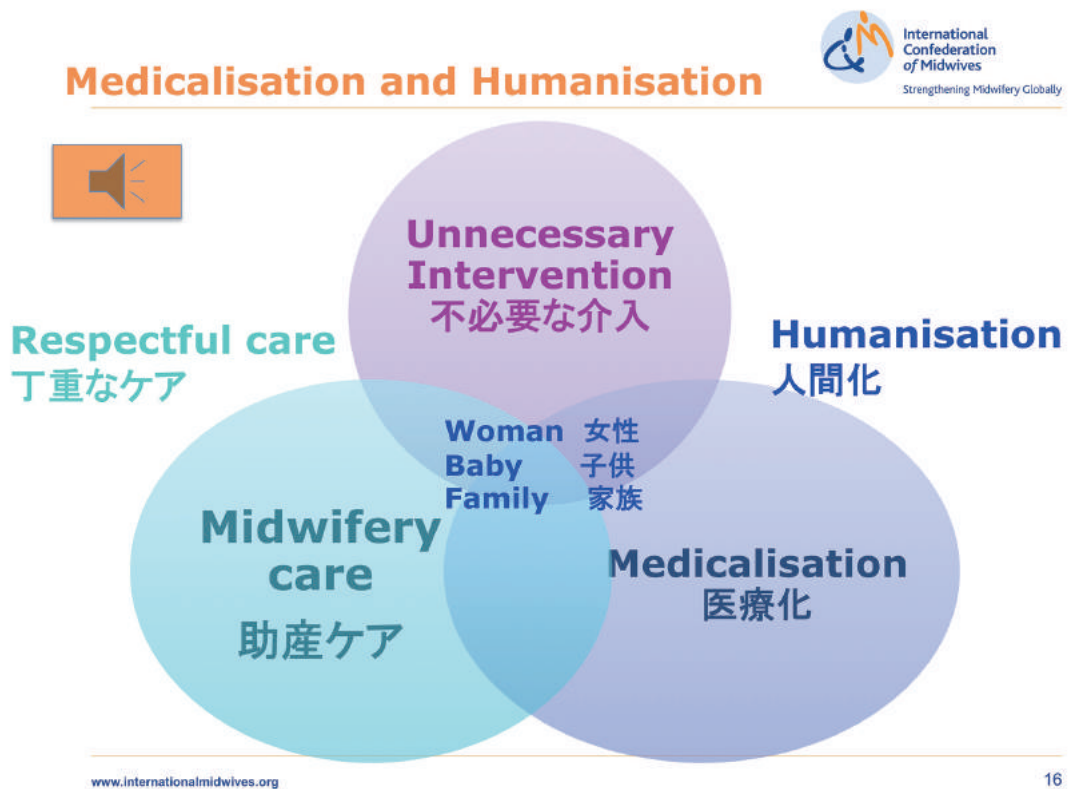 Medicalisation and Humanisation
International
Confederation
of Midwives
Strengthening Midwifery Globally
Unnecessary
Intervention
不必要な介入
Respectful care
丁重なケア
Humanisation
人間化
Woman 女性
Baby 子供
Family 家族
Midwifery
care
助産ケア
Medicalisation
医療化
www.internationalmidwives.org
16